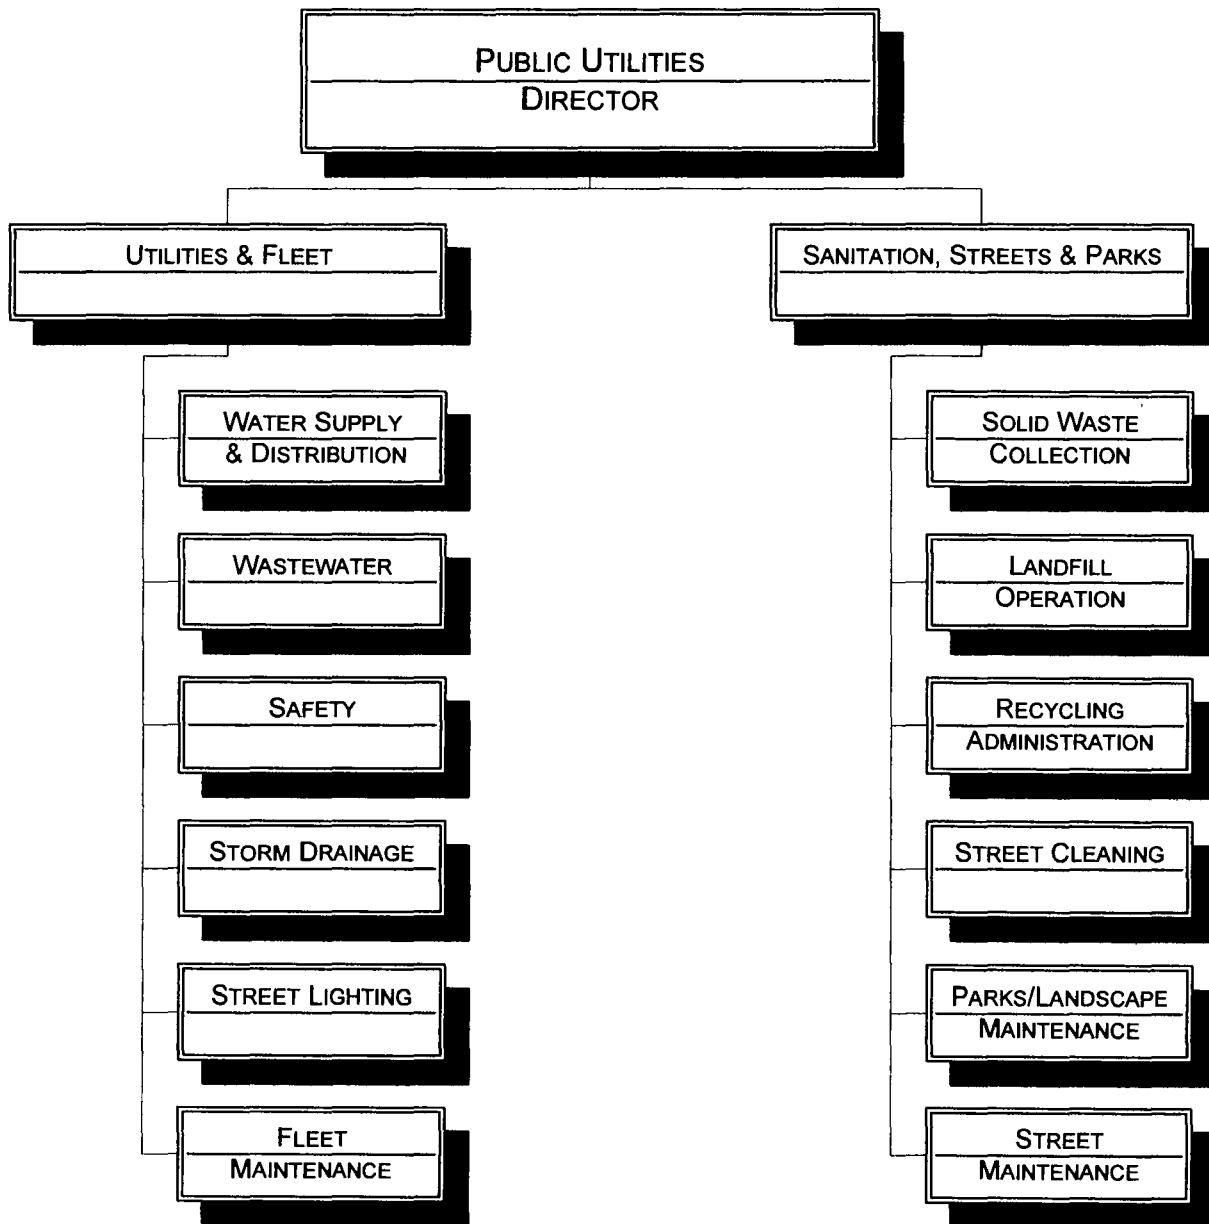 PUBLIC UTILITIES
DIRECTOR
UTILITIES & FLEET
WATER SUPPLY
& DISTRIBUTION
WASTEWATER
SAFETY
STORM DRAINAGE
STREET LIGHTING
FLEET
MAINTENANCE
SANITATION, STREETS & PARKS
SOLID WASTE
COLLECTION
LANDFILL
OPERATION
RECYCLING
ADMINISTRATION
STREET CLEANING
PARKS/LANDSCAPE
MAINTENANCE
STREET
MAINTENANCE